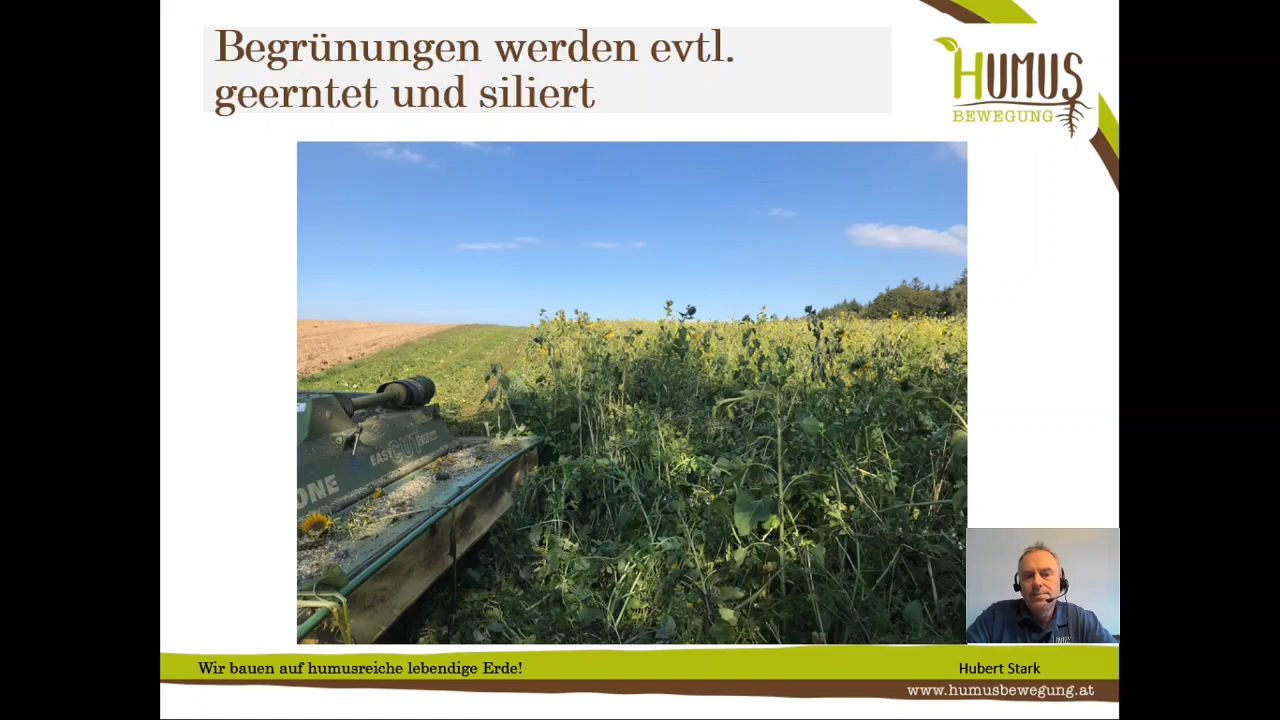 Begrünungen werden evtl.
geerntet und siliert
HUMUS
BEWEGUNG
EASY CUT
ONE
Wir bauen auf humusreiche lebendige Erde!
Hubert Stark
www.humusbewegung.at